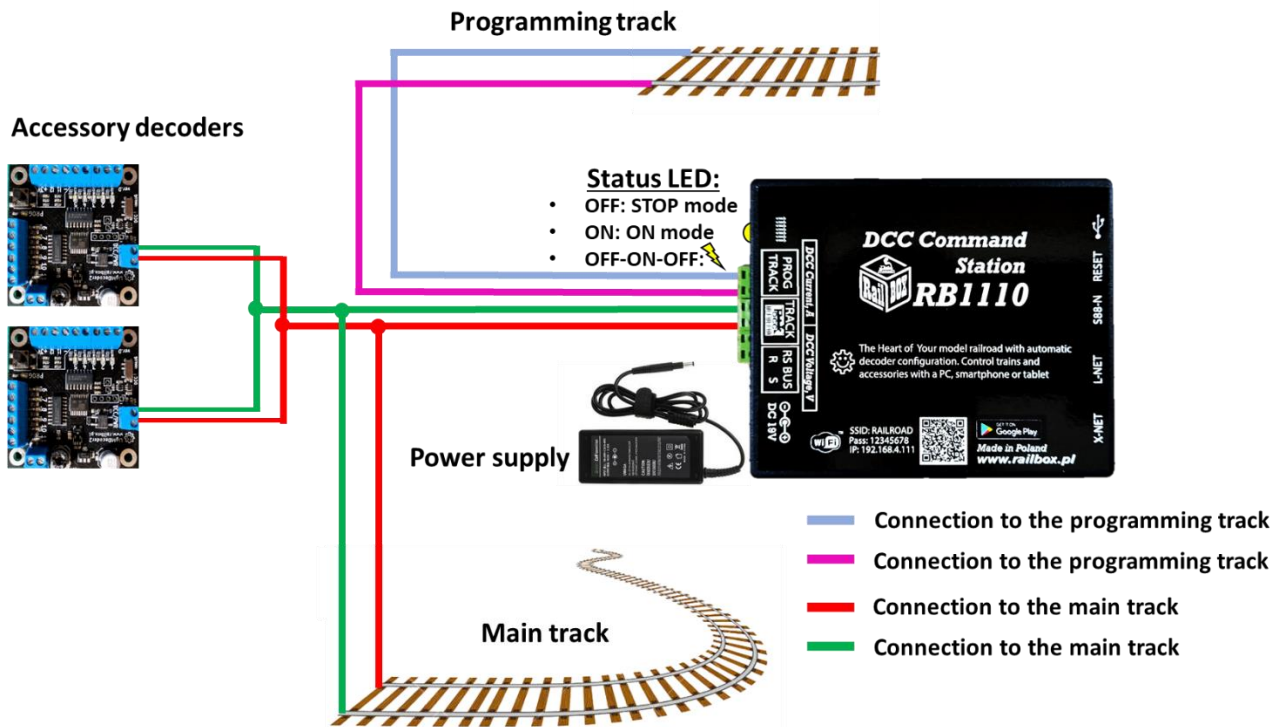 Programming track
Accessory decoders
Status LED:
• OFF: STOP mode
• ON: ON mode
• OFF-ON-OFF:
DCC Current, A
DCC Voltage, V
PROG
TRACK
TRACK
RS BUS
R S
DC 19V
DCC Command
Station
RailBOX
RB1110
The Heart of Your model railroad with automatic
decoder configuration. Control trains and
accessories with a PC, smartphone or tablet
WiFi
SSID: RAILROAD
Pass: 12345678
IP: 192.168.4.111
GET IT ON
Google Play
Made in Poland
www.railbox.pl
RESET
S88-N
L-NET
X-NET
Power supply
Main track
Connection to the programming track
Connection to the programming track
Connection to the main track
Connection to the main track